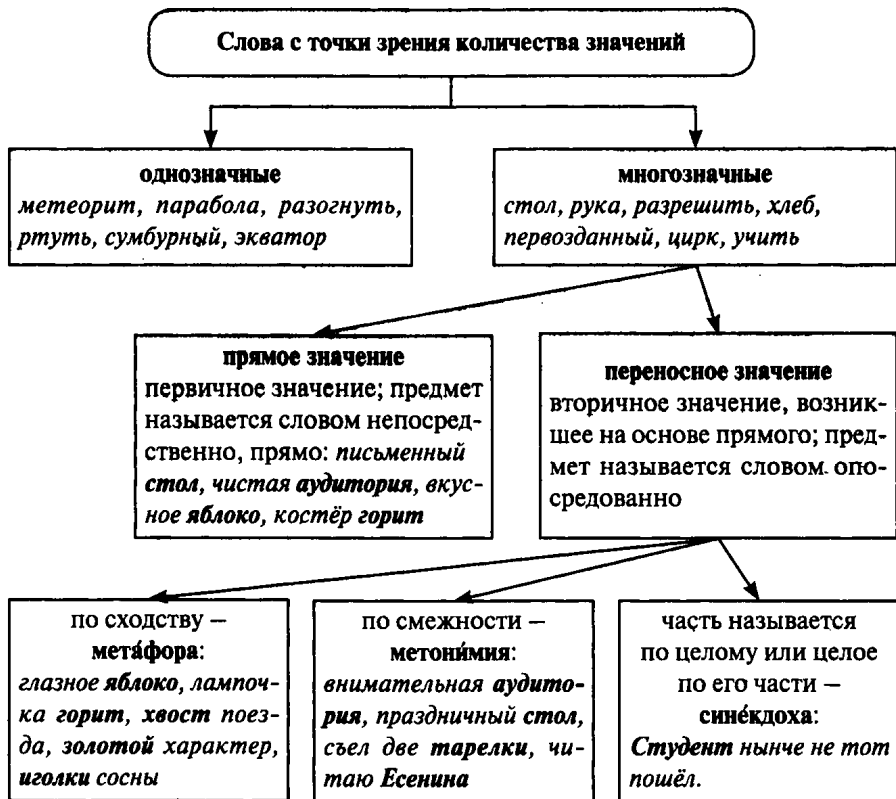 Слова с точки зрения количества значений
однозначные
метеорит, парабола, разогнуть,
ртуть, сумбурный, экватор
многозначные
стол, рука, разрешить, хлеб,
первозданный, цирк, учить
прямое значение
первичное значение; предмет
называется словом непосред-
ственно, прямо: письменный
стол, чистая аудитория, вкус-
ное яблоко, костёр горит
переносное значение
вторичное значение, возник-
шее на основе прямого; пред-
мет называется словом опо-
средованно
по сходству –
мета́фора:
глазное яблоко, лампоч-
ка горит, хвост поез-
да, золотой характер,
иголки сосны
по смежности –
метони́мия:
внимательная аудито-
рия, праздничный стол,
съел две тарелки, чи-
таю Есенина
часть называется
по целому или целое
по его части –
сине́кдоха:
Студент нынче не тот
пошёл.